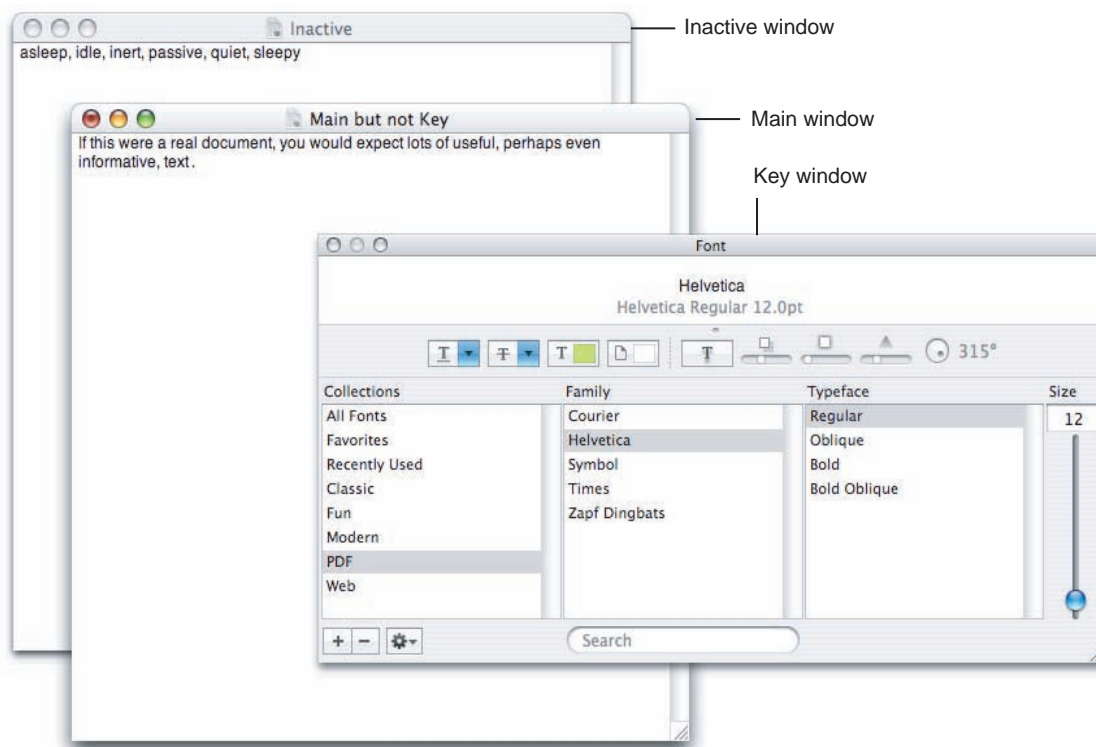 Inactive
Inactive window
asleep, idle, inert, passive, quiet, sleepy
Main but not Key
Main window
If this were a real document, you would expect lots of useful, perhaps even
informative, text.
Key window
Font
Helvetica
Helvetica Regular 12.0pt
T T T T 315°
Collections Family Typeface Size
All Fonts Courier Regular 12
Favorites Helvetica Oblique
Recently Used Symbol Bold
Classic Times Bold Oblique
Fun Zapf Dingbats
Modern
PDF
Web
Search